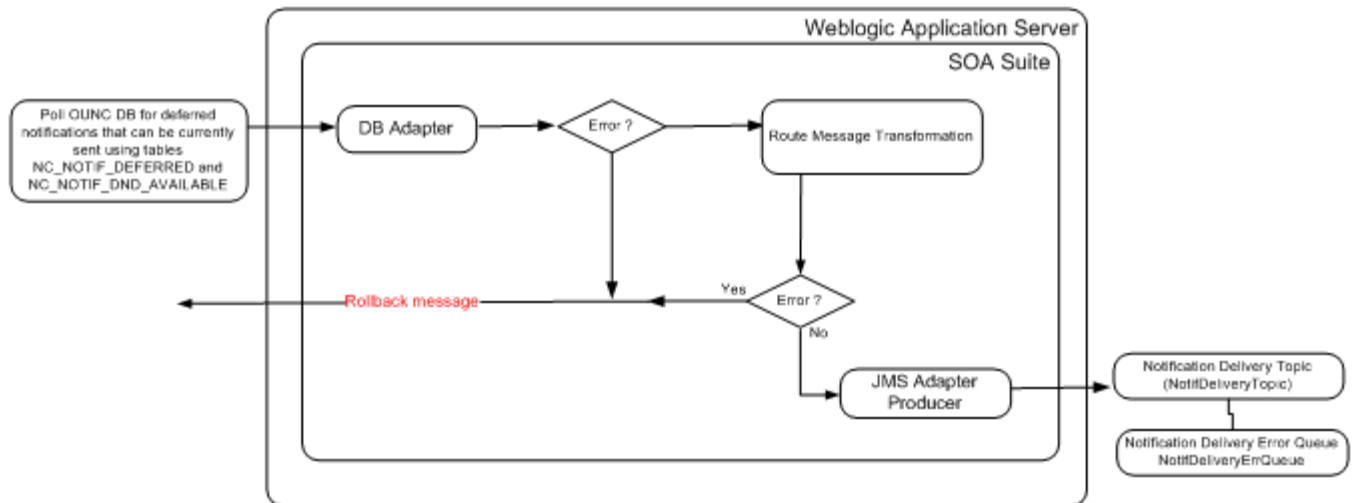 Weblogic Application Server
SOA Suite
Poll OUNC DB for deferred
notifications that can be currently
sent using tables
NC_NOTIF_DEFERRED and
NC_NOTIF_DND_AVAILABLE
DB Adapter
Error ?
Route Message Transformation
Rollback message
Yes
Error ?
No
JMS Adapter
Producer
Notification Delivery Topic
(NotifDeliveryTopic)
Notification Delivery Error Queue
NotifDeliveryErrQueue